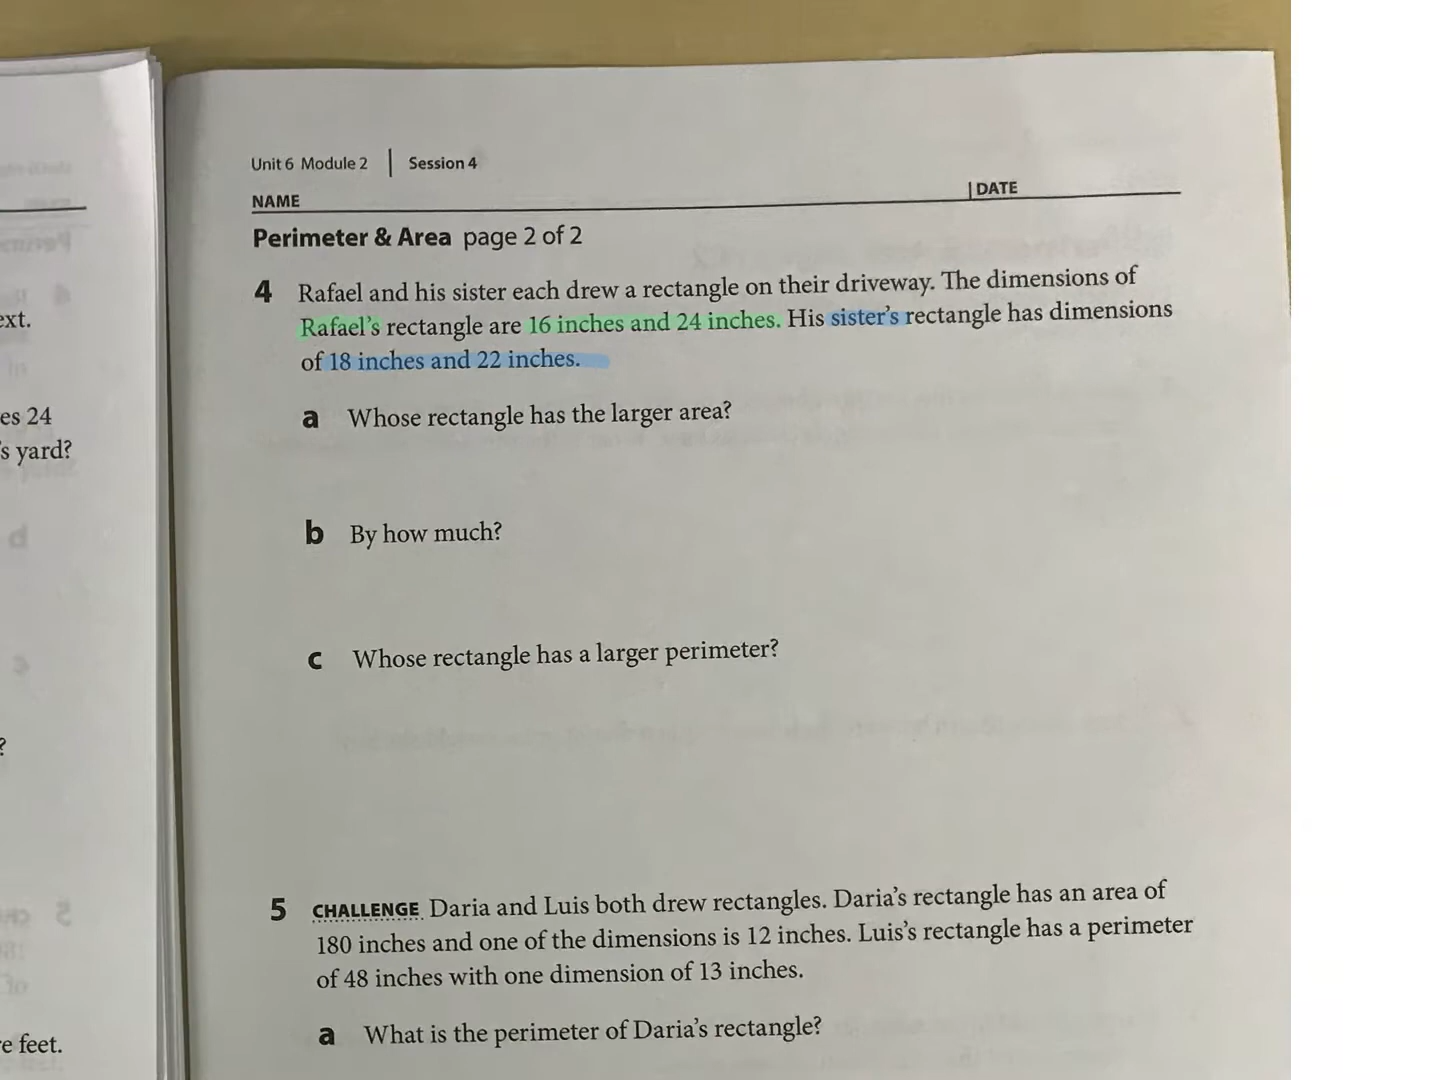 Unit 6 Module 2 | Session 4
NAME | DATE
Perimeter & Area page 2 of 2
4 Rafael and his sister each drew a rectangle on their driveway. The dimensions of
Rafael's rectangle are 16 inches and 24 inches. His sister's rectangle has dimensions
of 18 inches and 22 inches.
a Whose rectangle has the larger area?
b By how much?
c Whose rectangle has a larger perimeter?
5 CHALLENGE Daria and Luis both drew rectangles. Daria's rectangle has an area of
180 inches and one of the dimensions is 12 inches. Luis's rectangle has a perimeter
of 48 inches with one dimension of 13 inches.
a What is the perimeter of Daria's rectangle?
ext.
es 24
's yard?
?
e feet.